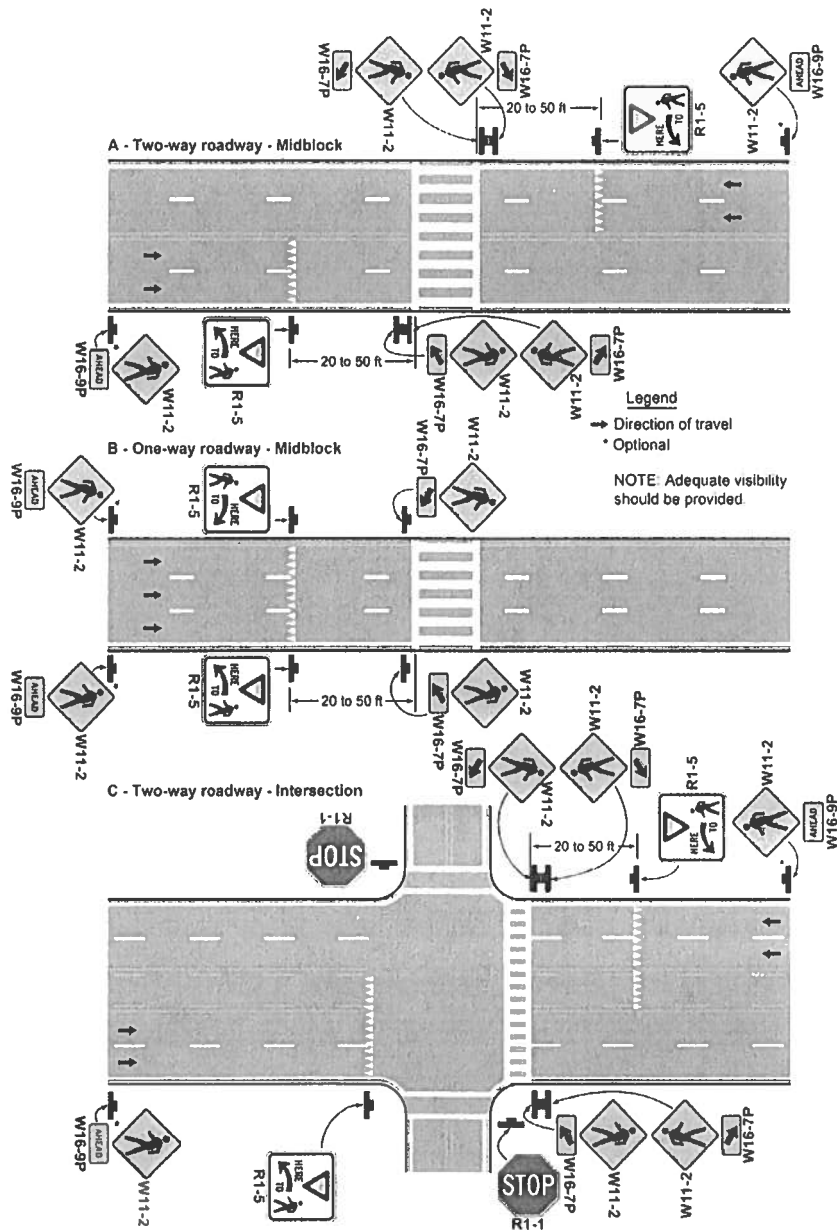 W16-7P
W11-2
W11-2
W16-7P
20 to 50 ft
HERE
TO
R1-5
W11-2
AHEAD
W16-9P
A - Two-way roadway - Midblock
W16-9P
AHEAD
W11-2
HERE
TO
R1-5
20 to 50 ft
W16-7P
W11-2
W11-2
W16-7P
Legend
Direction of travel
* Optional
NOTE: Adequate visibility
should be provided.
B - One-way roadway - Midblock
W16-9P
AHEAD
W11-2
R1-5
HERE
TO
W16-7P
W11-2
W16-9P
AHEAD
W11-2
R1-5
HERE
TO
20 to 50 ft
W16-7P
W11-2
C - Two-way roadway - Intersection
R1-1
STOP
W16-7P
W11-2
W11-2
W16-7P
20 to 50 ft
R1-5
HERE
TO
W11-2
AHEAD
W16-9P
W16-9P
AHEAD
W11-2
R1-5
HERE
TO
STOP
R1-1
W16-7P
W11-2
W11-2
W16-7P